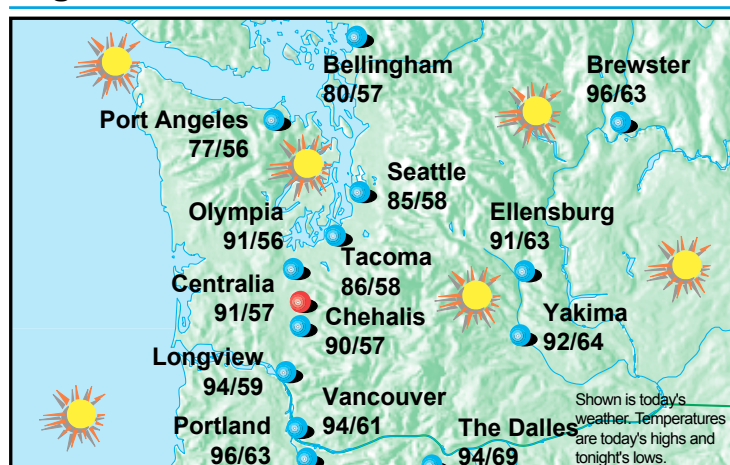 Bellingham
80/57
Brewster
96/63
Port Angeles
77/56
Seattle
85/58
Olympia
91/56
Ellensburg
91/63
Tacoma
86/58
Centralia
91/57
Chehalis
90/57
Yakima
92/64
Longview
94/59
Vancouver
94/61
Portland
96/63
The Dalles
94/69
Shown is today's
weather. Temperatures
are today's highs and
tonight's lows.